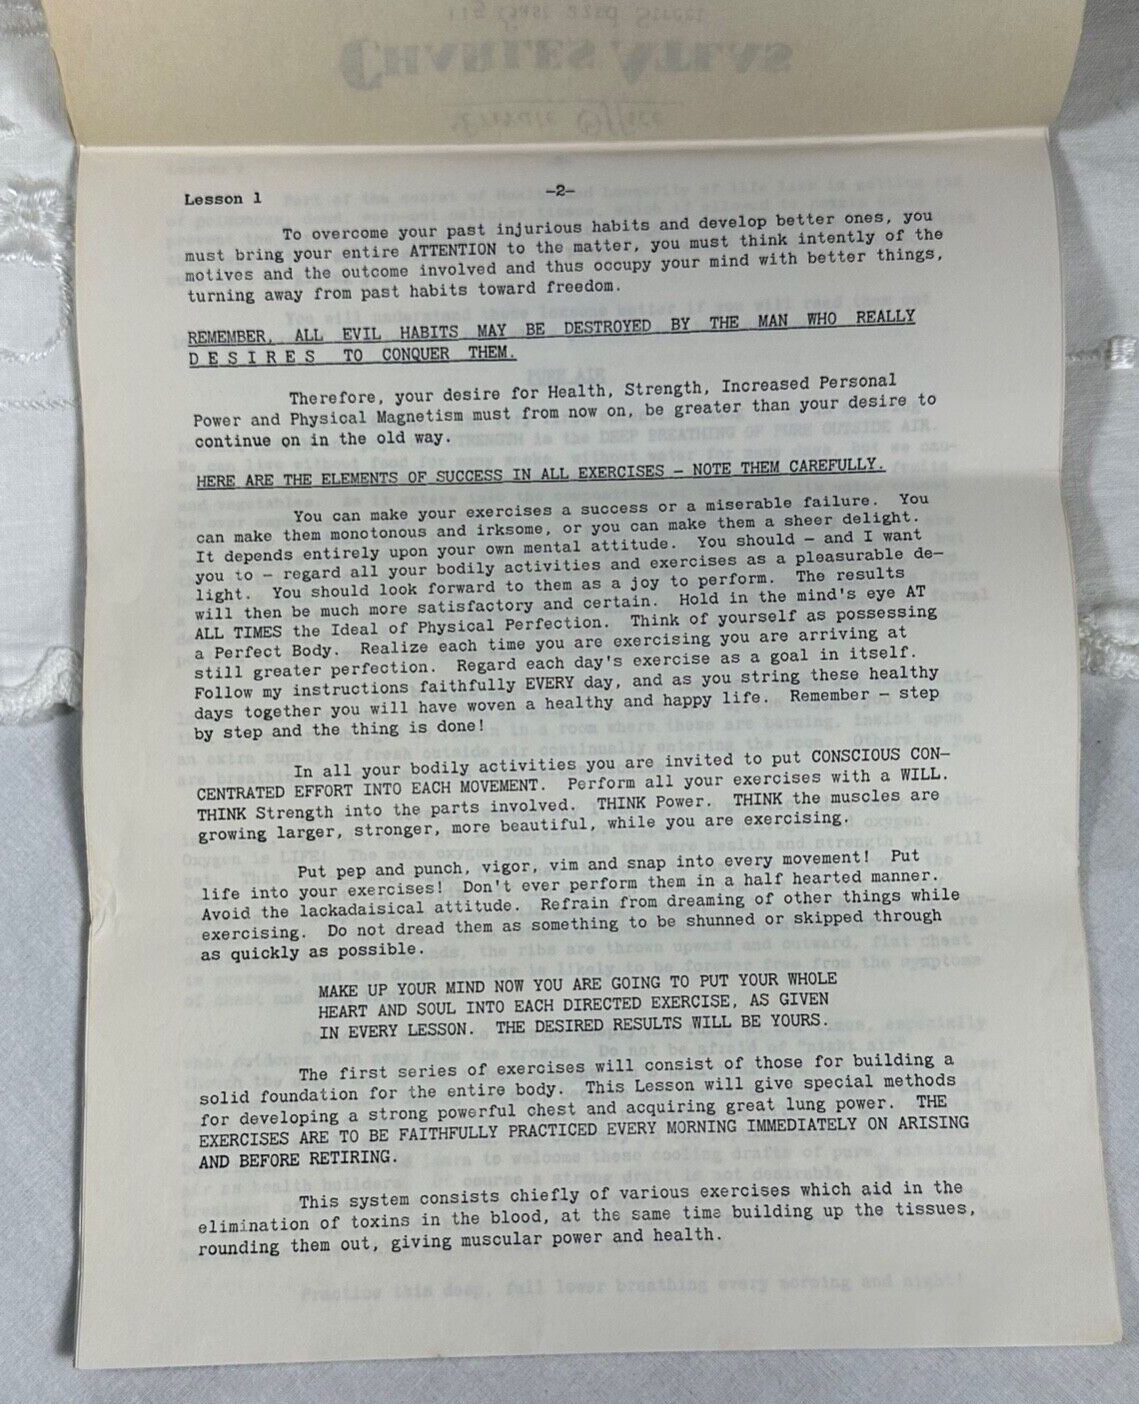 Lesson 1
-2-
To overcome your past injurious habits and develop better ones, you
must bring your entire ATTENTION to the matter, you must think intently of the
motives and the outcome involved and thus occupy your mind with better things,
turning away from past habits toward freedom.
REMEMBER, ALL EVIL HABITS MAY BE DESTROYED BY THE MAN WHO REALLY
D E S I R E S TO CONQUER THEM.
Therefore, your desire for Health, Strength, Increased Personal
Power and Physical Magnetism must from now on, be greater than your desire to
continue on in the old way.
HERE ARE THE ELEMENTS OF SUCCESS IN ALL EXERCISES - NOTE THEM CAREFULLY.
You can make your exercises a success or a miserable failure. You
can make them monotonous and irksome, or you can make them a sheer delight.
It depends entirely upon your own mental attitude. You should - and I want
you to - regard all your bodily activities and exercises as a pleasurable de-
light. You should look forward to them as a joy to perform. The results
will then be much more satisfactory and certain. Hold in the mind's eye AT
ALL TIMES the Ideal of Physical Perfection. Think of yourself as possessing
a Perfect Body. Realize each time you are exercising you are arriving at
still greater perfection. Regard each day's exercise as a goal in itself.
Follow my instructions faithfully EVERY day, and as you string these healthy
days together you will have woven a healthy and happy life. Remember - step
by step and the thing is done!
In all your bodily activities you are invited to put CONSCIOUS CON-
CENTRATED EFFORT INTO EACH MOVEMENT. Perform all your exercises with a WILL.
THINK Strength into the parts involved. THINK Power. THINK the muscles are
growing larger, stronger, more beautiful, while you are exercising.
Put pep and punch, vigor, vim and snap into every movement! Put
life into your exercises! Don't ever perform them in a half hearted manner.
Avoid the lackadaisical attitude. Refrain from dreaming of other things while
exercising. Do not dread them as something to be shunned or skipped through
as quickly as possible.
MAKE UP YOUR MIND NOW YOU ARE GOING TO PUT YOUR WHOLE
HEART AND SOUL INTO EACH DIRECTED EXERCISE, AS GIVEN
IN EVERY LESSON. THE DESIRED RESULTS WILL BE YOURS.
The first series of exercises will consist of those for building a
solid foundation for the entire body. This Lesson will give special methods
for developing a strong powerful chest and acquiring great lung power. THE
EXERCISES ARE TO BE FAITHFULLY PRACTICED EVERY MORNING IMMEDIATELY ON ARISING
AND BEFORE RETIRING.
This system consists chiefly of various exercises which aid in the
elimination of toxins in the blood, at the same time building up the tissues,
rounding them out, giving muscular power and health.